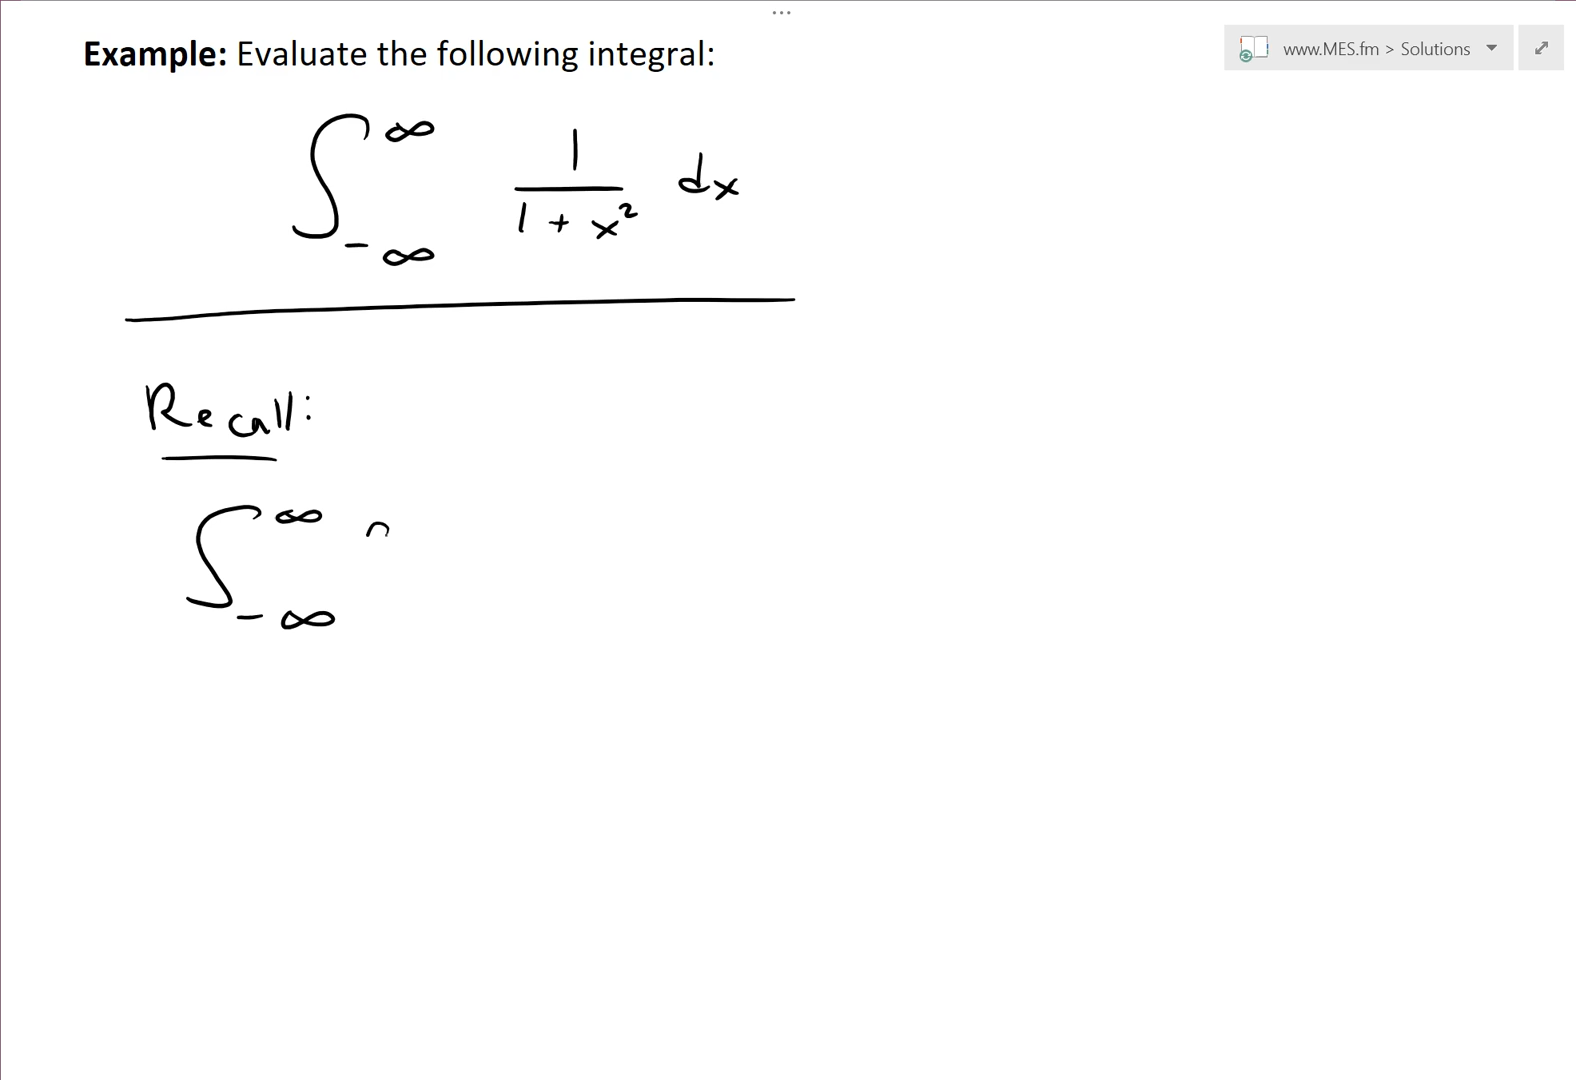 ...
Example: Evaluate the following integral:
www.MES.fm > Solutions
∫_{-∞}^{∞} 1/(1 + x²) dx
Recall:
∫_{-∞}^{∞}